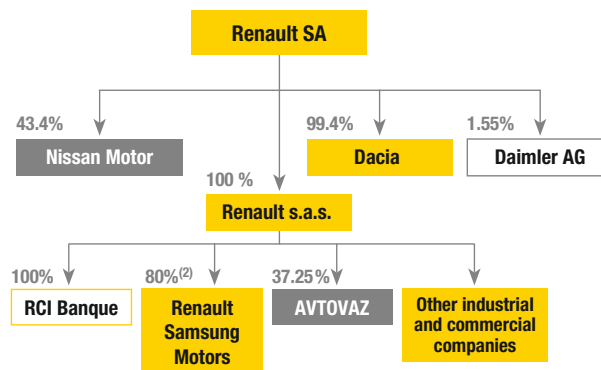 Renault SA
43.4%
99.4%
1.55%
Nissan Motor
Dacia
Daimler AG
100 %
Renault s.a.s.
100%
80%(2)
37.25%
RCI Banque
Renault
Samsung
Motors
AVTOVAZ
Other industrial
and commercial
companies